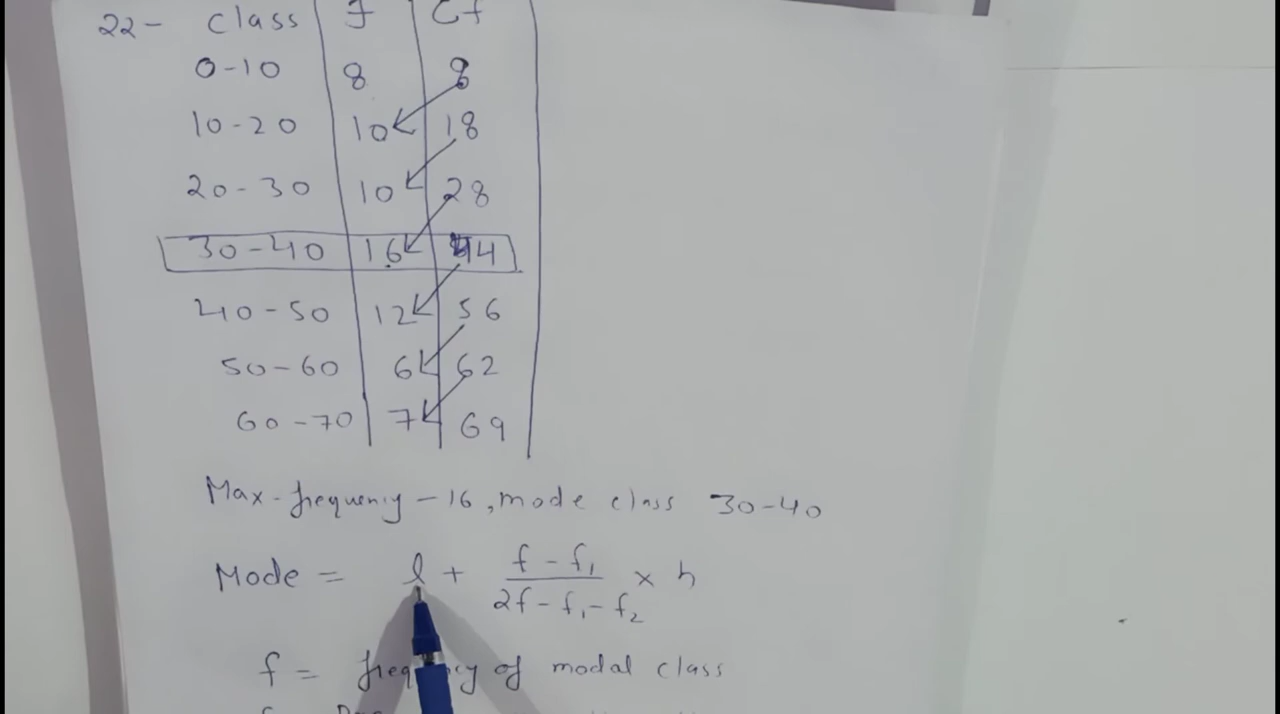 22- Class f Cf
0-10 8 8
10-20 10 18
20-30 10 28
30-40 16 44
40-50 12 56
50-60 6 62
60-70 7 69
Max-frequency - 16, mode class 30-40
Mode = l + f - f₁ / 2f - f₁ - f₂ × h
f = of modal class